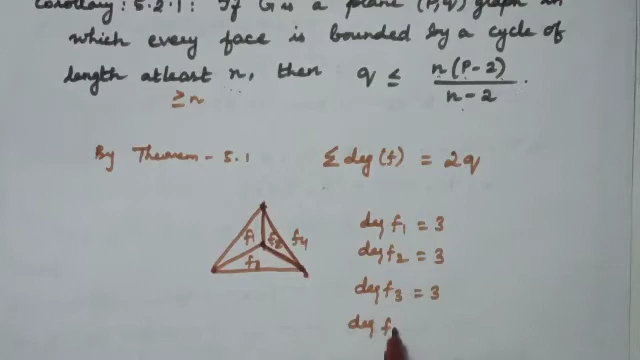 Corollary : 5.2.1 : If G is a plane (P,q) graph in
which every face is bounded by a cycle of
length atleast n, then q ≤ n(P-2) / n-2 .
≥ n
By Theorem - 5.1 Σ deg(f) = 2q
f1 f2 f4
f3
deg f1 = 3
deg f2 = 3
deg f3 = 3
deg f